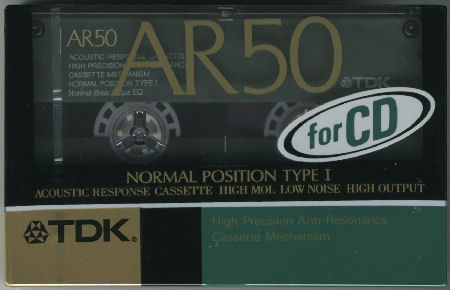 AR50
AR50
ACOUSTIC RESPONSE CASSETTE
HIGH PRECISION
CASSETTE MECHANISM
NORMAL POSITION TYPE I
Normal Bias EQ
TDK
for CD
NORMAL POSITION TYPE I
ACOUSTIC RESPONSE CASSETTE HIGH MOL LOW NOISE HIGH OUTPUT
TDK®
High Precision Anti-Resonance
Cassette Mechanism